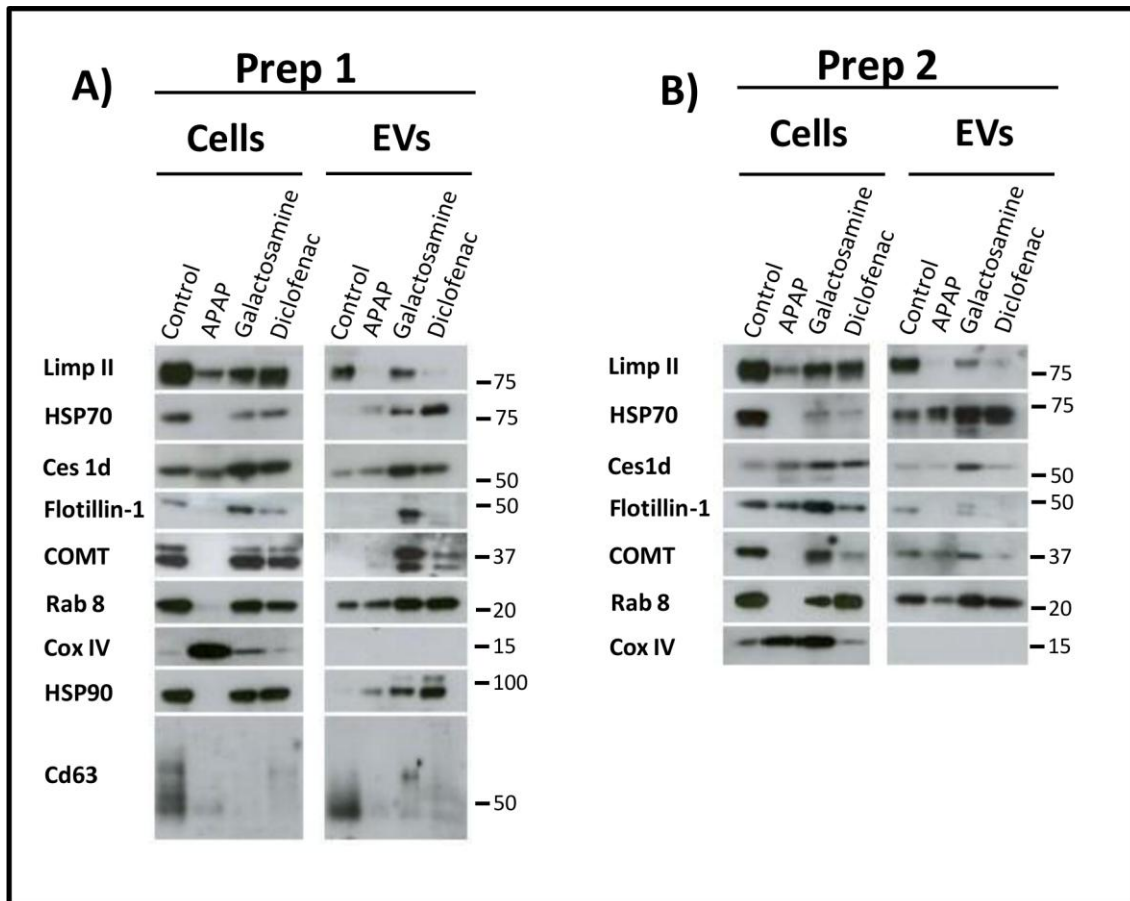 A)
Prep 1
Cells
EVs
Control
APAP
Galactosamine
Diclofenac
Control
APAP
Galactosamine
Diclofenac
Limp II
75
HSP70
75
Ces 1d
50
Flotillin-1
50
COMT
37
Rab 8
20
Cox IV
15
HSP90
100
Cd63
50
B)
Prep 2
Cells
EVs
Control
APAP
Galactosamine
Diclofenac
Control
APAP
Galactosamine
Diclofenac
Limp II
75
HSP70
75
Ces1d
50
Flotillin-1
50
COMT
37
Rab 8
20
Cox IV
15